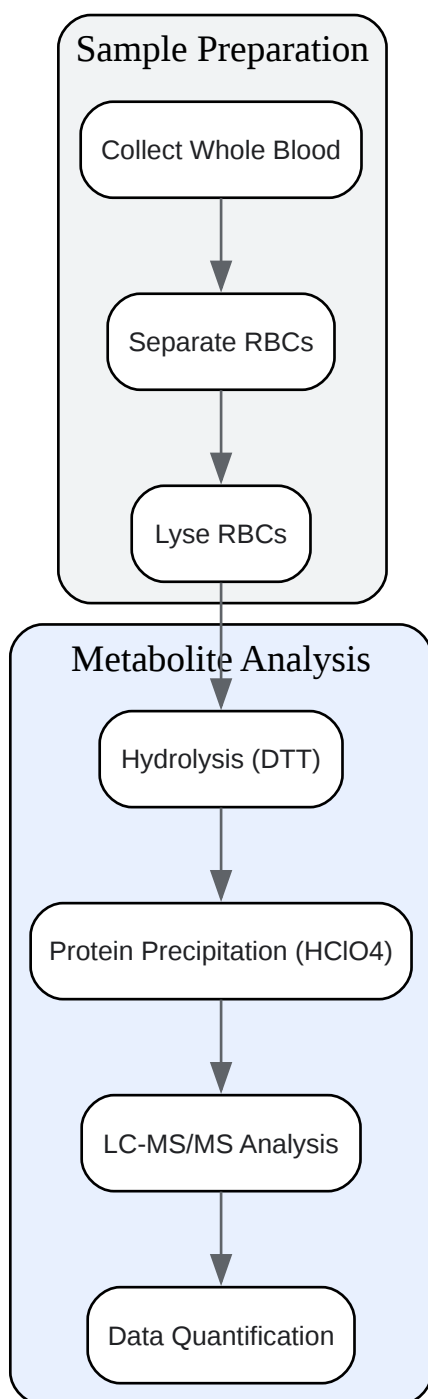 Sample Preparation
Collect Whole Blood
Separate RBCs
Lyse RBCs
Metabolite Analysis
Hydrolysis (DTT)
Protein Precipitation (HClO4)
LC-MS/MS Analysis
Data Quantification